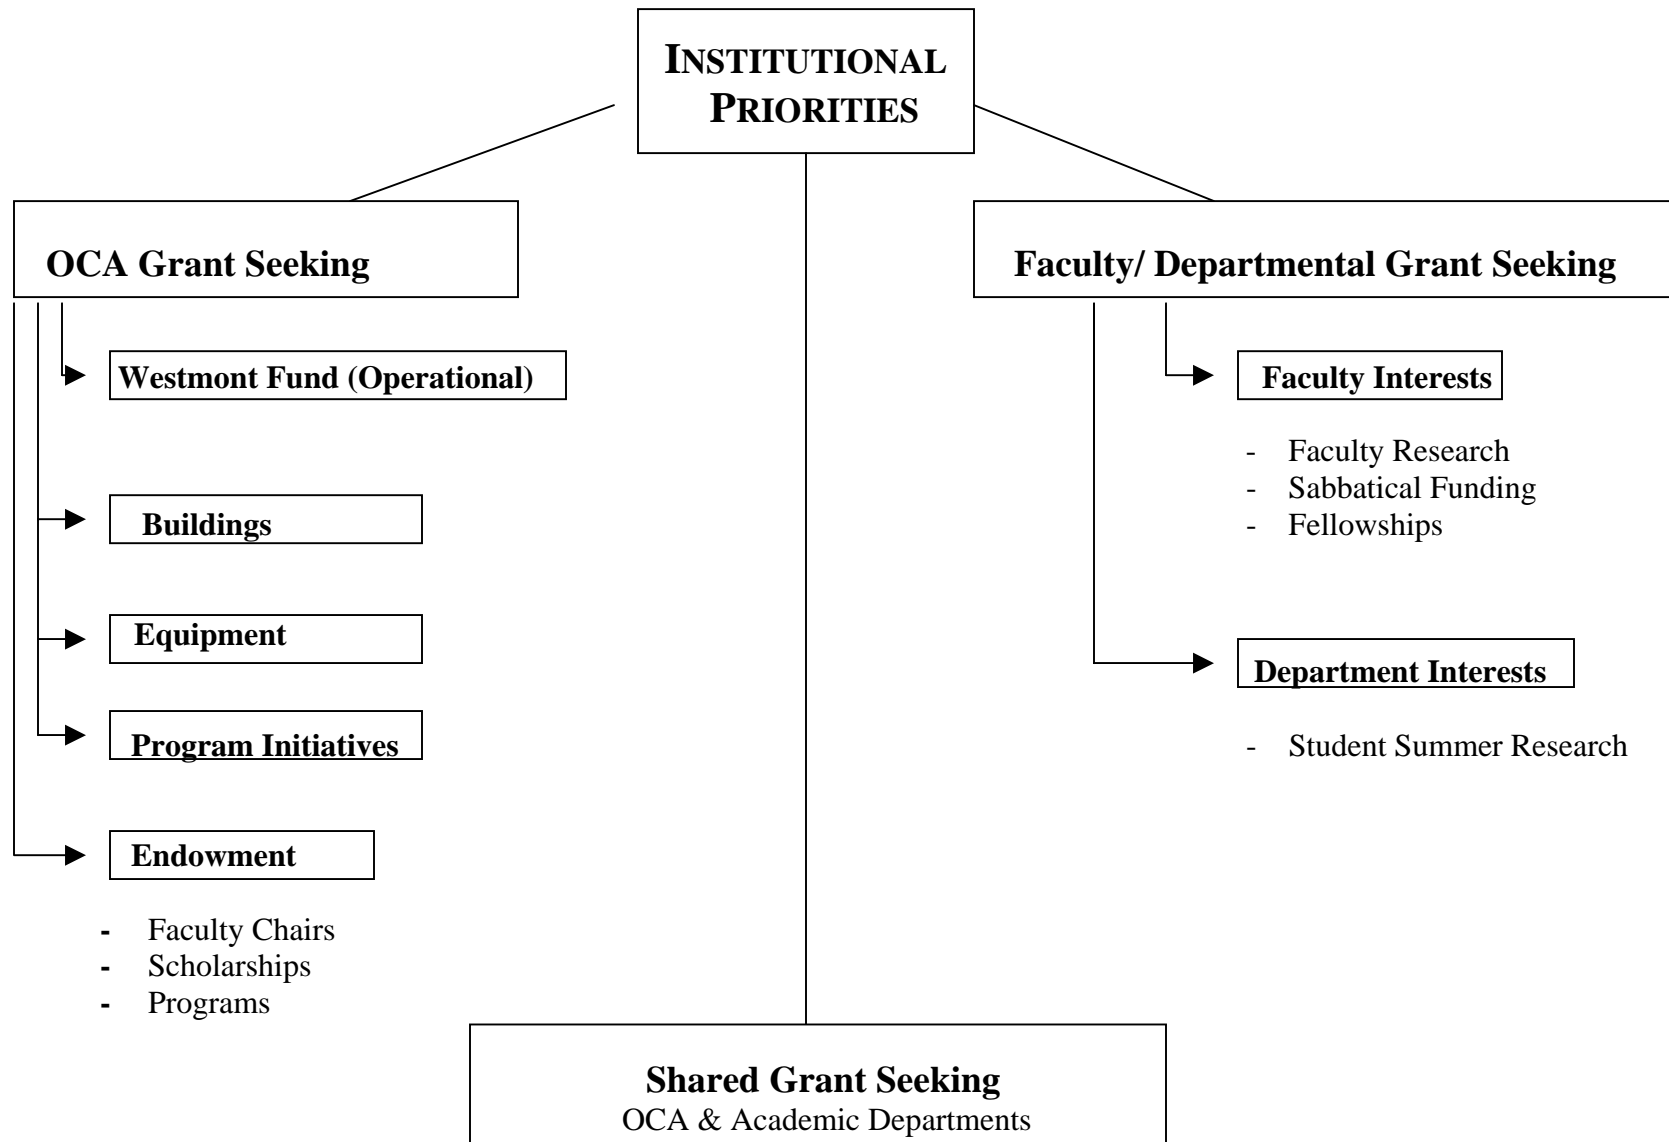 INSTITUTIONAL
PRIORITIES
OCA Grant Seeking
Westmont Fund (Operational)
Buildings
Equipment
Program Initiatives
Endowment
- Faculty Chairs
- Scholarships
- Programs
Faculty/ Departmental Grant Seeking
Faculty Interests
- Faculty Research
- Sabbatical Funding
- Fellowships
Department Interests
- Student Summer Research
Shared Grant Seeking
OCA & Academic Departments